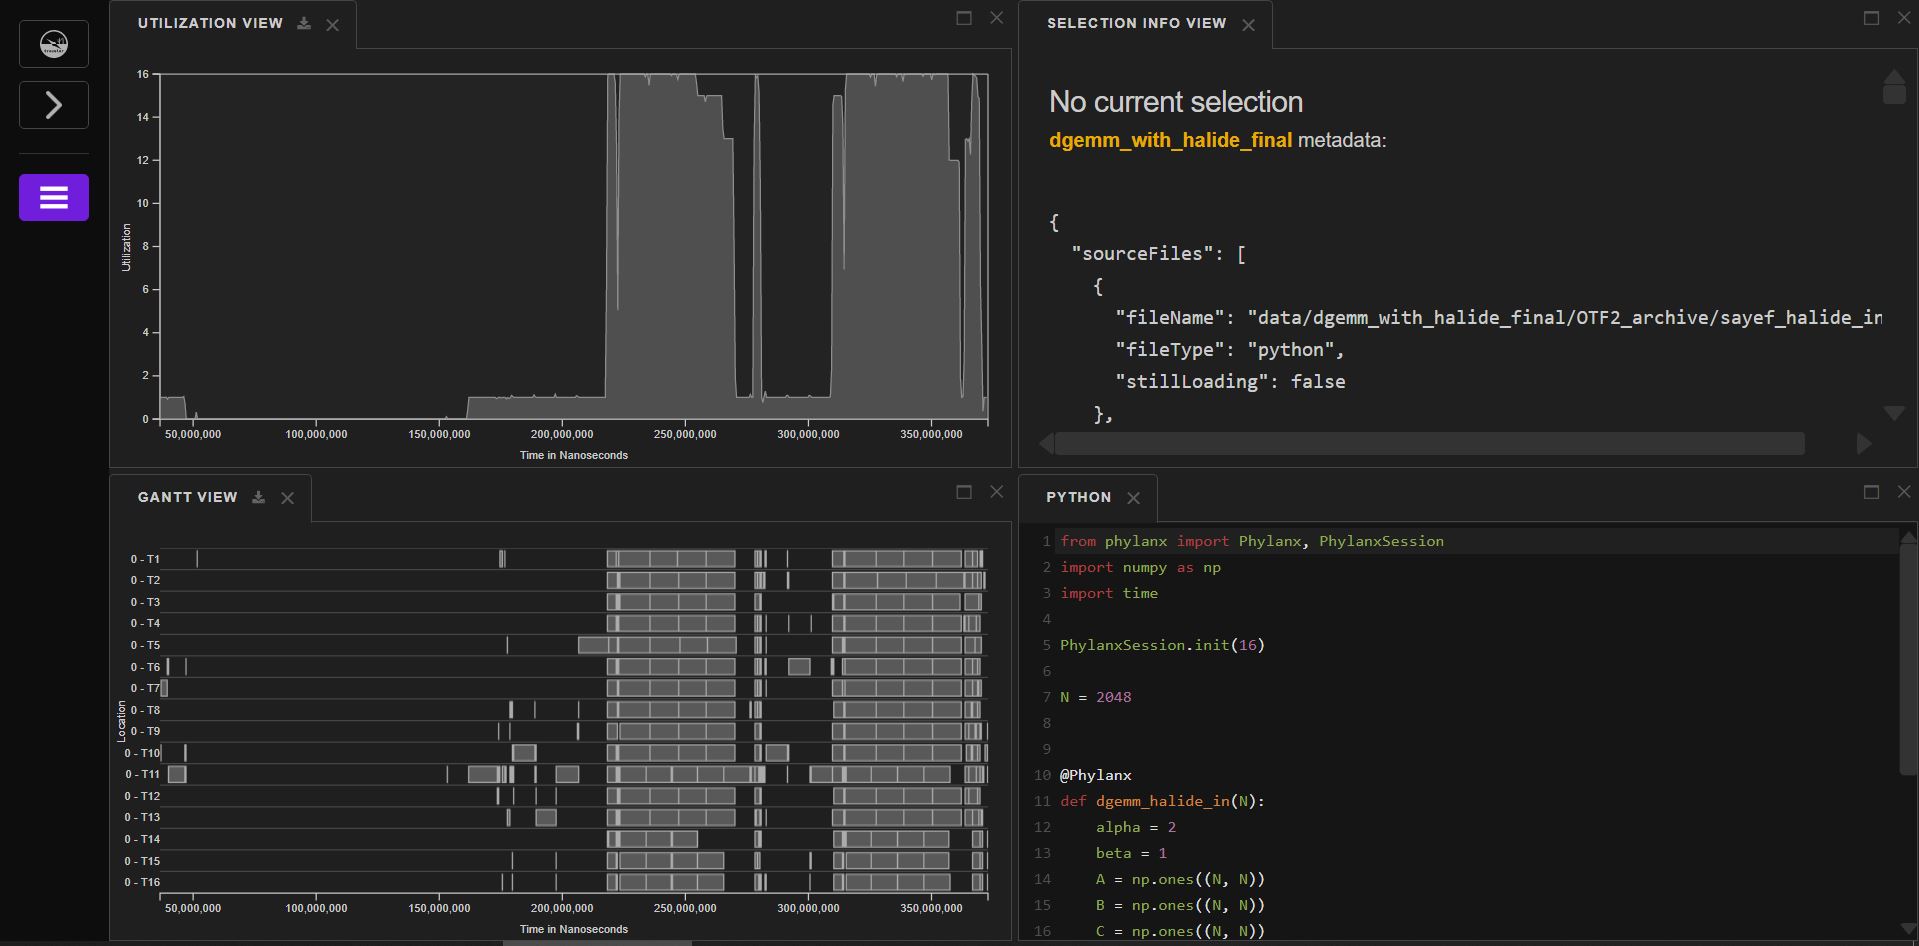 UTILIZATION VIEW
16
14
12
10
8
6
4
2
0
Utilization
50,000,000 100,000,000 150,000,000 200,000,000 250,000,000 300,000,000 350,000,000
Time in Nanoseconds
SELECTION INFO VIEW
No current selection
dgemm_with_halide_final metadata:
{
"sourceFiles": [
{
"fileName": "data/dgemm_with_halide_final/OTF2_archive/sayef_halide_in
"fileType": "python",
"stillLoading": false
},
GANTT VIEW
0 - T1
0 - T2
0 - T3
0 - T4
0 - T5
0 - T6
0 - T7
0 - T8
0 - T9
0 - T10
0 - T11
0 - T12
0 - T13
0 - T14
0 - T15
0 - T16
Location
50,000,000 100,000,000 150,000,000 200,000,000 250,000,000 300,000,000 350,000,000
Time in Nanoseconds
PYTHON
1 from phylanx import Phylanx, PhylanxSession
2 import numpy as np
3 import time
4
5 PhylanxSession.init(16)
6
7 N = 2048
8
9
10 @Phylanx
11 def dgemm_halide_in(N):
12 alpha = 2
13 beta = 1
14 A = np.ones((N, N))
15 B = np.ones((N, N))
16 C = np.ones((N, N))